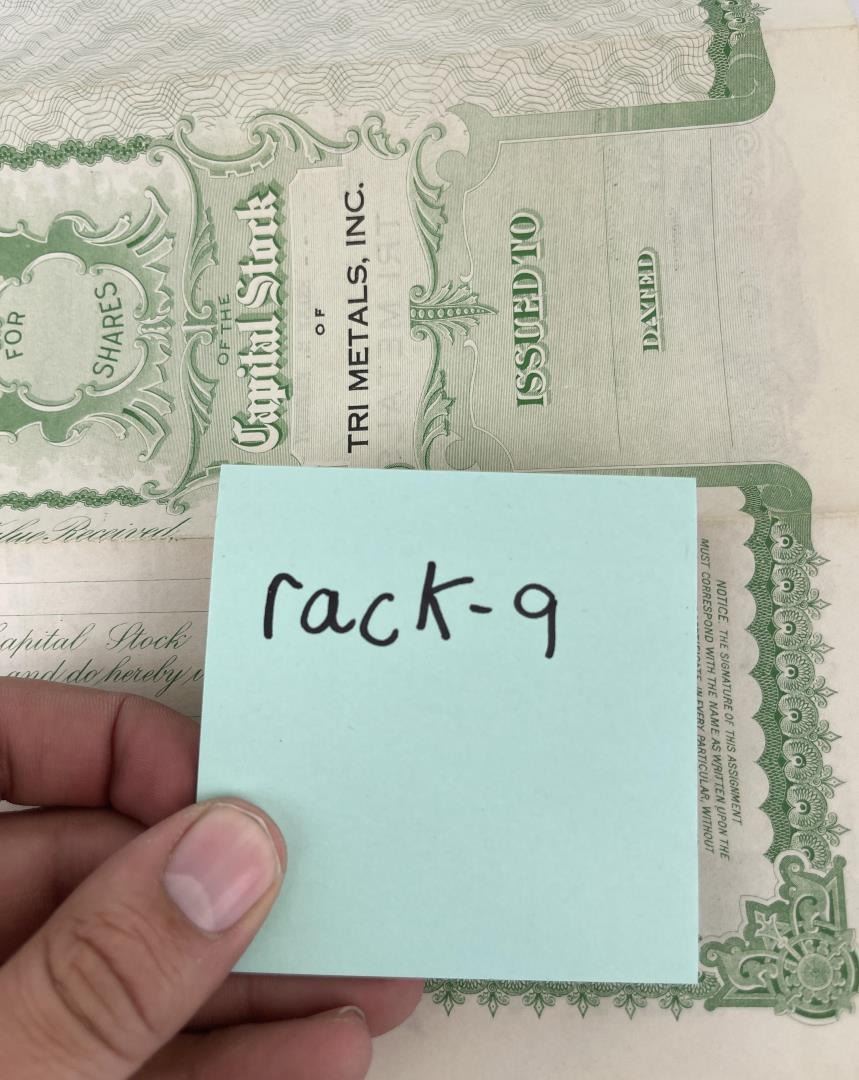 FOR
SHARES
OF THE
Capital Stock
OF
TRI METALS, INC.
ISSUED TO
DATED
Value Received,
Capital Stock
and do hereby
rack-9
NOTICE. THE SIGNATURE OF THIS ASSIGNMENT
MUST CORRESPOND WITH THE NAME AS WRITTEN UPON THE
IN EVERY PARTICULAR, WITHOUT